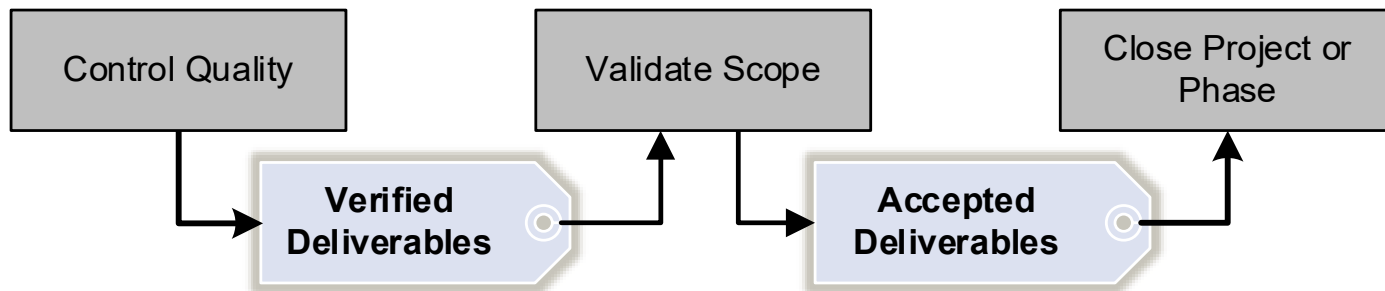 Control Quality
Validate Scope
Close Project or
Phase
Verified
Deliverables
Accepted
Deliverables